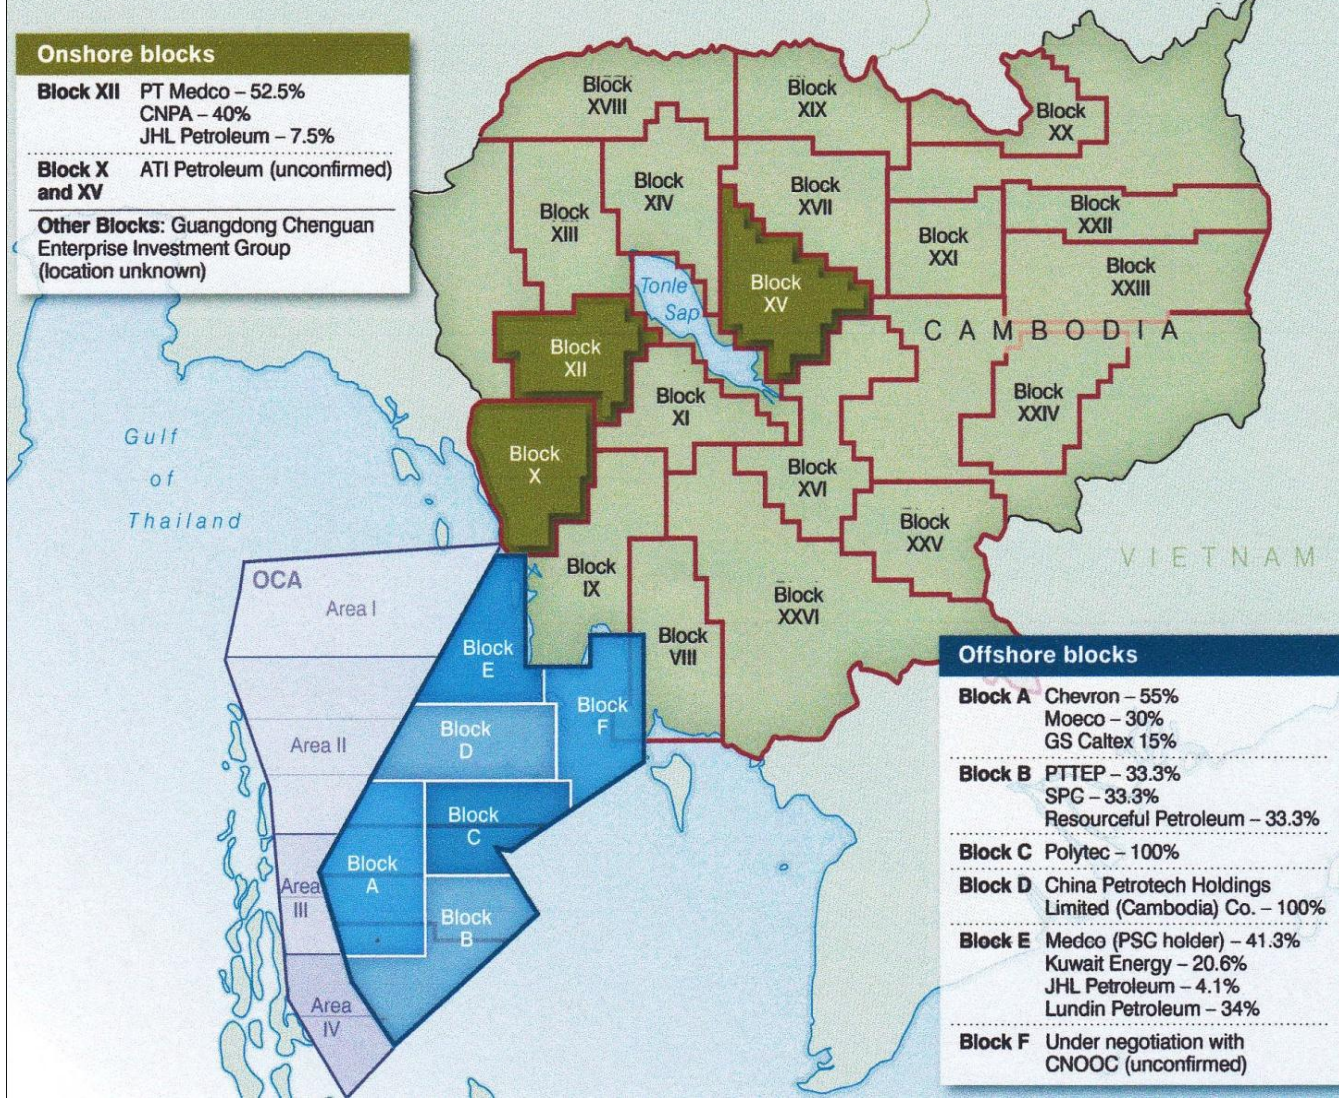 Onshore blocks
Block XII PT Medco – 52.5%
CNPA – 40%
JHL Petroleum – 7.5%
Block X ATI Petroleum (unconfirmed)
and XV
Other Blocks: Guangdong Chenguan
Enterprise Investment Group
(location unknown)
Block
XVIII
Block
XIX
Block
XX
Block
XIV
Block
XVII
Block
XIII
Block
XXII
Block
XXI
Block
XXIII
Tonle
Sap
Block
XV
CAMBODIA
Block
XII
Block
XI
Block
XXIV
Gulf
of
Thailand
Block
X
Block
XVI
Block
XXV
VIETNAM
OCA
Area I
Block
IX
Block
XXVI
Block
VIII
Block
E
Block
F
Area II
Block
D
Block
C
Block
A
Area
III
Block
B
Area
IV
Offshore blocks
Block A Chevron – 55%
Moeco – 30%
GS Caltex 15%
Block B PTTEP – 33.3%
SPC – 33.3%
Resourceful Petroleum – 33.3%
Block C Polytec – 100%
Block D China Petrotech Holdings
Limited (Cambodia) Co. – 100%
Block E Medco (PSC holder) – 41.3%
Kuwait Energy – 20.6%
JHL Petroleum – 4.1%
Lundin Petroleum – 34%
Block F Under negotiation with
CNOOC (unconfirmed)